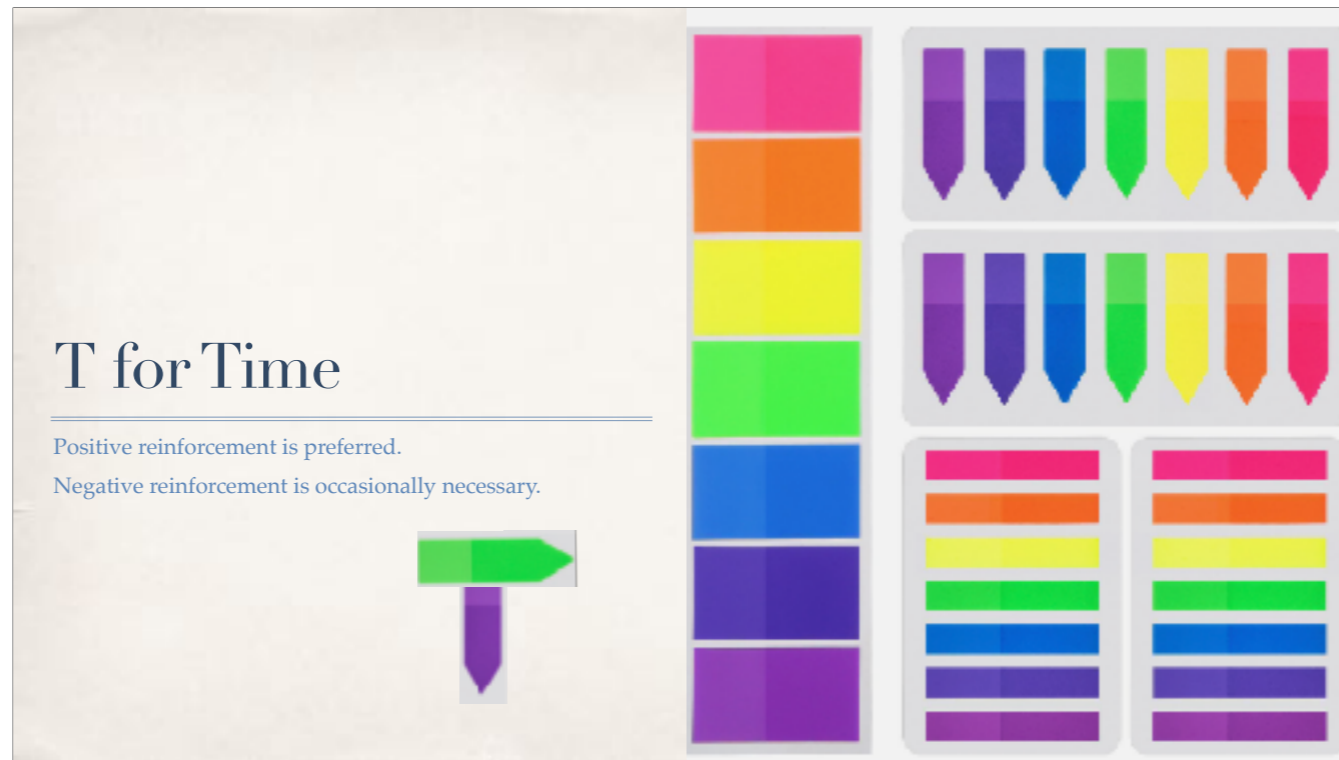 T for Time
Positive reinforcement is preferred.
Negative reinforcement is occasionally necessary.